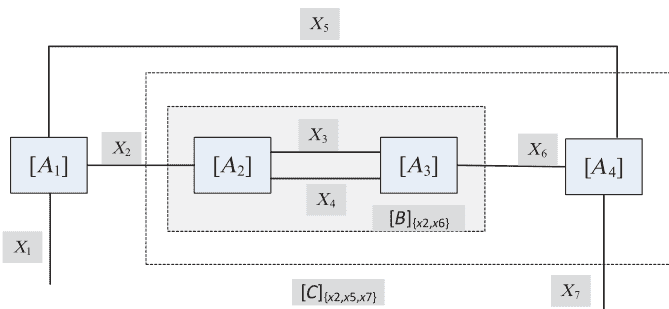 X5
[A1]
X2
[A2]
X3
X4
[A3]
X6
[A4]
[B]{x2,x6}
X1
[C]{x2,x5,x7}
X7